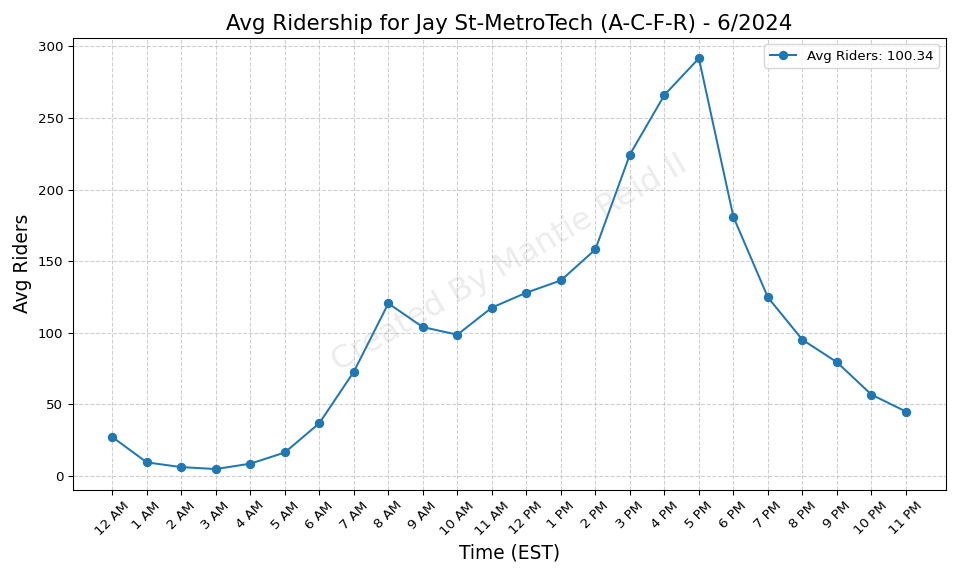 Avg Ridership for Jay St-MetroTech (A-C-F-R) - 6/2024
Avg Riders: 100.34
300
250
200
150
100
50
0
Avg Riders
Created By Mantle Reid II
12 AM
1 AM
2 AM
3 AM
4 AM
5 AM
6 AM
7 AM
8 AM
9 AM
10 AM
11 AM
12 PM
1 PM
2 PM
3 PM
4 PM
5 PM
6 PM
7 PM
8 PM
9 PM
10 PM
11 PM
Time (EST)